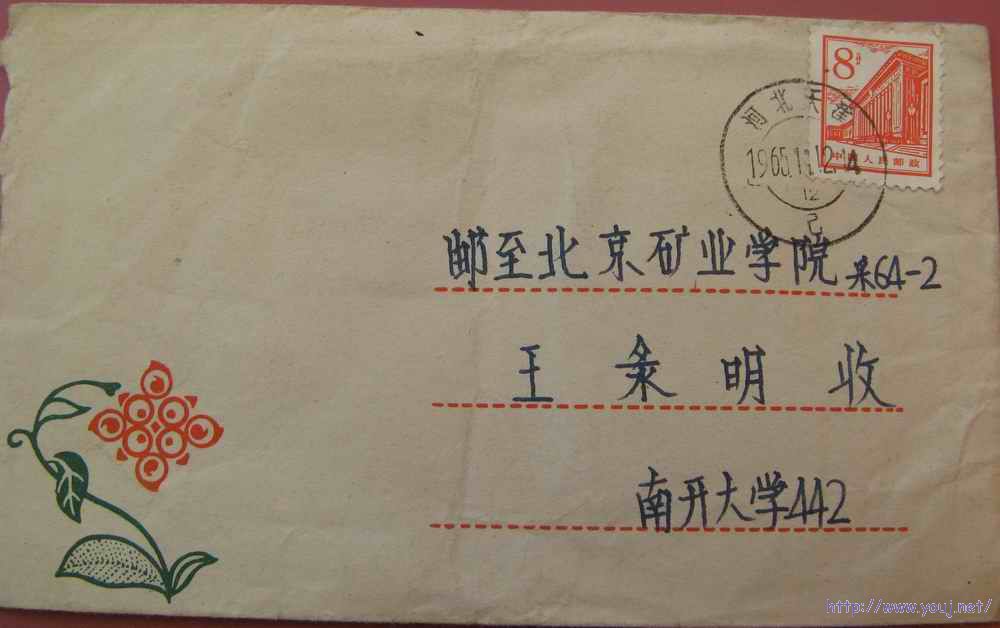 8分
中国人民邮政
河北天津
1965.11.12.14
12
己
邮至北京矿业学院 采64-2
王 明 收
南开大学442
http://www.youj.net/